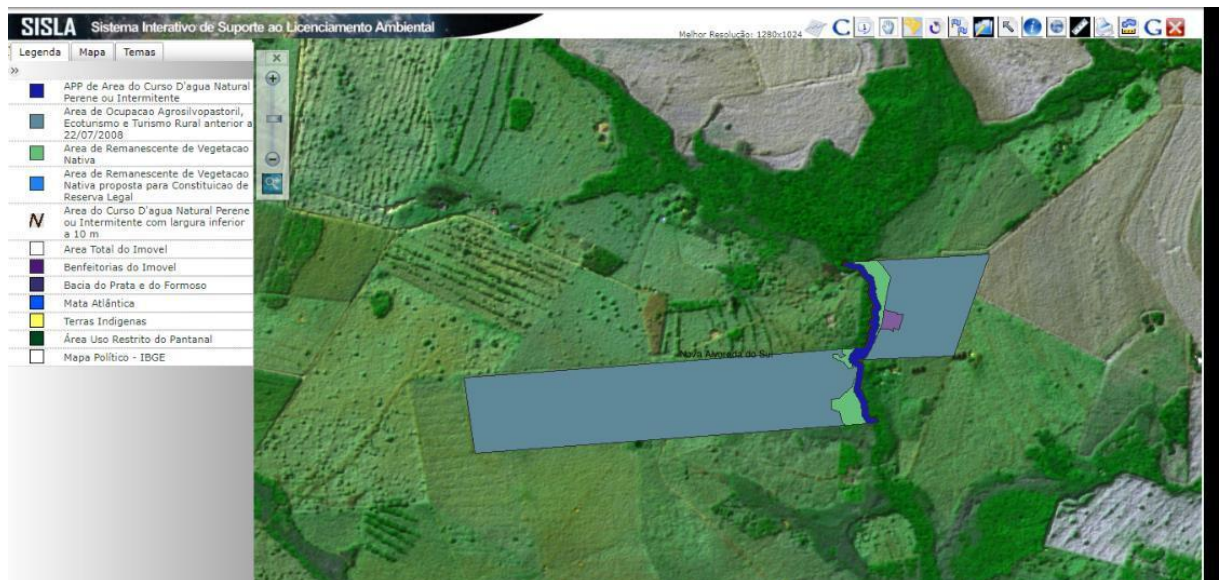 SISLA Sistema Interativo de Suporte ao Licenciamento Ambiental
Melhor Resolução: 1280x1024
Legenda Mapa Temas
»
APP de Area do Curso D'agua Natural
Perene ou Intermitente
Area de Ocupacao Agrosilvopastoril,
Ecoturismo e Turismo Rural anterior a
22/07/2008
Area de Remanescente de Vegetacao
Nativa
Area de Remanescente de Vegetacao
Nativa proposta para Constituicao de
Reserva Legal
Area do Curso D'agua Natural Perene
ou Intermitente com largura inferior
a 10 m
Area Total do Imovel
Benfeitorias do Imovel
Bacia do Prata e do Formoso
Mata Atlântica
Terras Indigenas
Área Uso Restrito do Pantanal
Mapa Político - IBGE
Nova Alvorada do Sul